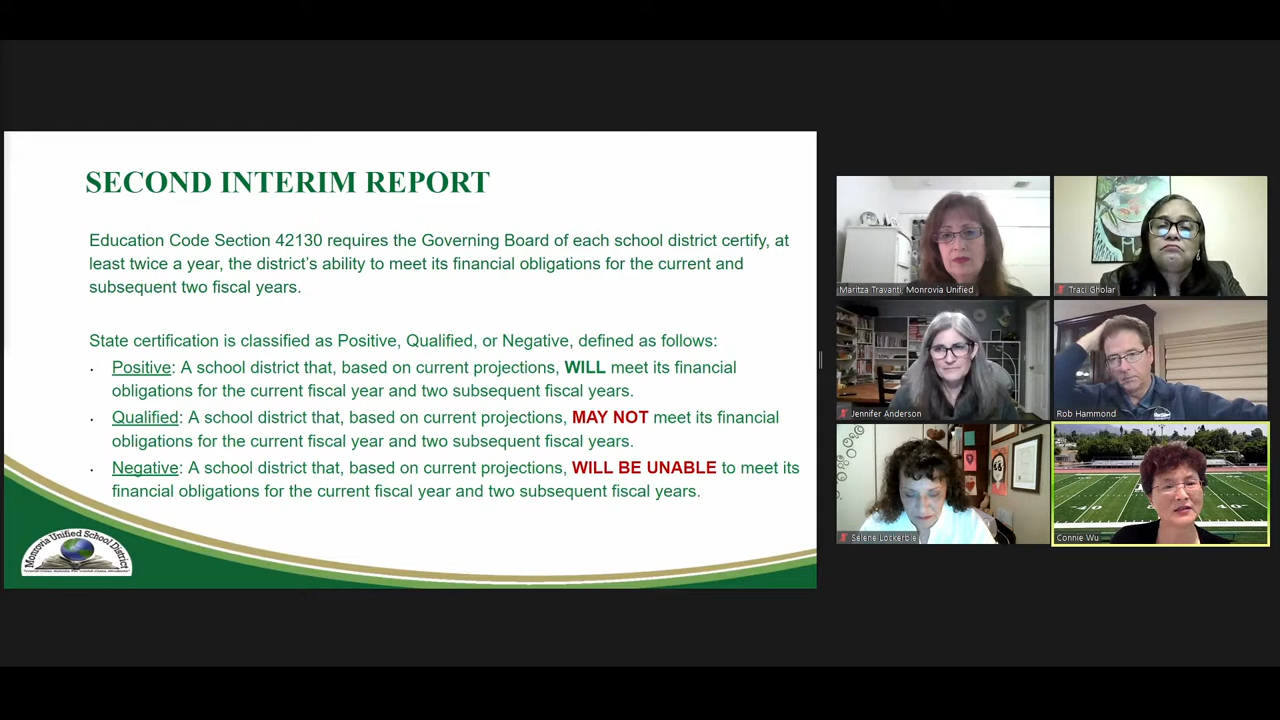 SECOND INTERIM REPORT
Education Code Section 42130 requires the Governing Board of each school district certify, at
least twice a year, the district's ability to meet its financial obligations for the current and
subsequent two fiscal years.
State certification is classified as Positive, Qualified, or Negative, defined as follows:
· Positive: A school district that, based on current projections, WILL meet its financial
obligations for the current fiscal year and two subsequent fiscal years.
· Qualified: A school district that, based on current projections, MAY NOT meet its financial
obligations for the current fiscal year and two subsequent fiscal years.
· Negative: A school district that, based on current projections, WILL BE UNABLE to meet its
financial obligations for the current fiscal year and two subsequent fiscal years.
Monrovia Unified School District
Maritza Travanti, Monrovia Unified
Traci Gholar
Jennifer Anderson
Rob Hammond
Selene Lockerbie
Connie Wu